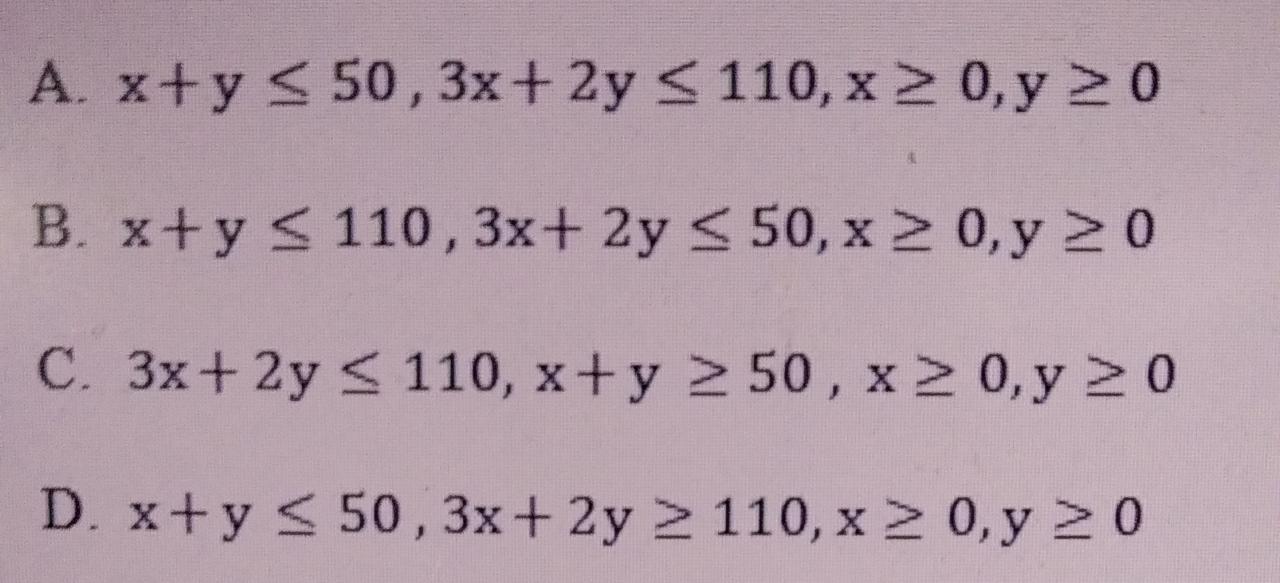 A. x+y ≤ 50 , 3x+ 2y ≤ 110, x ≥ 0, y ≥ 0
B. x+y ≤ 110 , 3x+ 2y ≤ 50, x ≥ 0, y ≥ 0
C. 3x+ 2y ≤ 110, x+y ≥ 50 , x ≥ 0, y ≥ 0
D. x+y ≤ 50 , 3x+ 2y ≥ 110, x ≥ 0, y ≥ 0